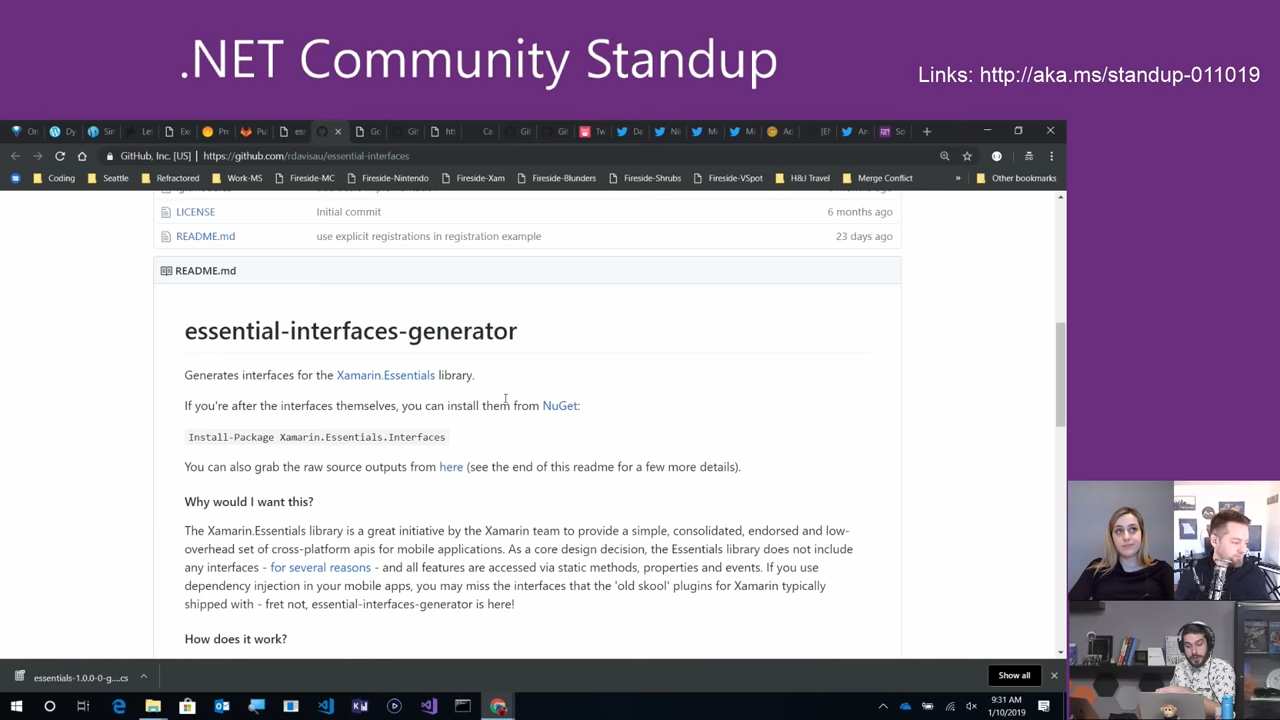 .NET Community Standup
Links: http://aka.ms/standup-011019
GitHub, Inc. [US] https://github.com/rdavisau/essential-interfaces
Coding Seattle Refractored Work-MS Fireside-MC Fireside-Nintendo Fireside-Xam Fireside-Blunders Fireside-Shrubs Fireside-VSpot H&J Travel Merge Conflict » Other bookmarks
LICENSE Initial commit 6 months ago
README.md use explicit registrations in registration example 23 days ago
README.md
essential-interfaces-generator
Generates interfaces for the Xamarin.Essentials library.
If you're after the interfaces themselves, you can install them from NuGet:
Install-Package Xamarin.Essentials.Interfaces
You can also grab the raw source outputs from here (see the end of this readme for a few more details).
Why would I want this?
The Xamarin.Essentials library is a great initiative by the Xamarin team to provide a simple, consolidated, endorsed and low-
overhead set of cross-platform apis for mobile applications. As a core design decision, the Essentials library does not include
any interfaces - for several reasons - and all features are accessed via static methods, properties and events. If you use
dependency injection in your mobile apps, you may miss the interfaces that the 'old skool' plugins for Xamarin typically
shipped with - fret not, essential-interfaces-generator is here!
How does it work?
essentials-1.0.0-0-g....cs Show all
9:31 AM
1/10/2019